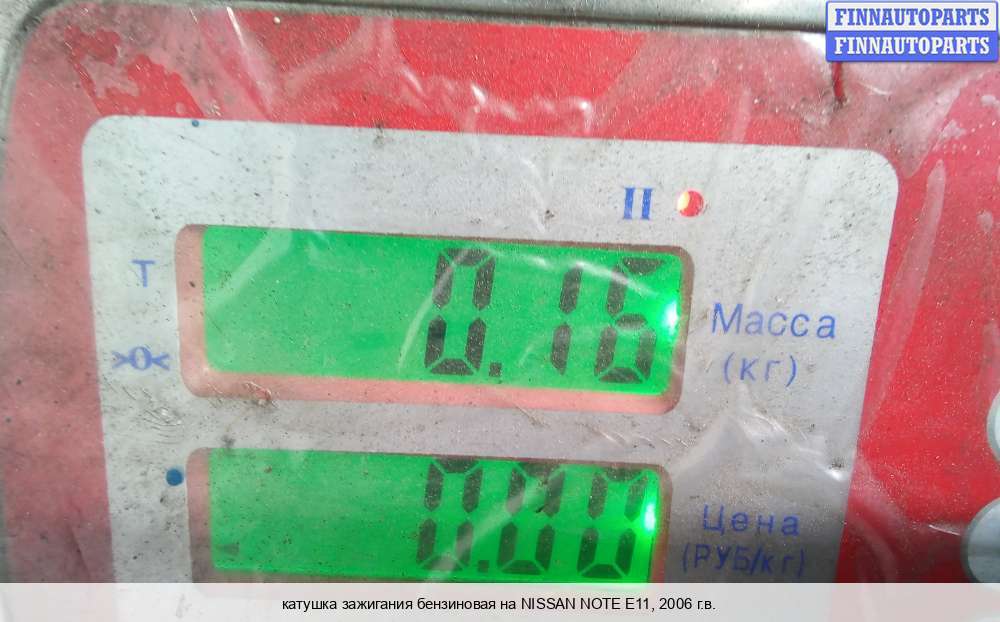 FINNAUTOPARTS
FINNAUTOPARTS
II
T
0.16
Масса
(кг)
>0<
0.00
Цена
(РУБ/кг)
катушка зажигания бензиновая на NISSAN NOTE E11, 2006 г.в.